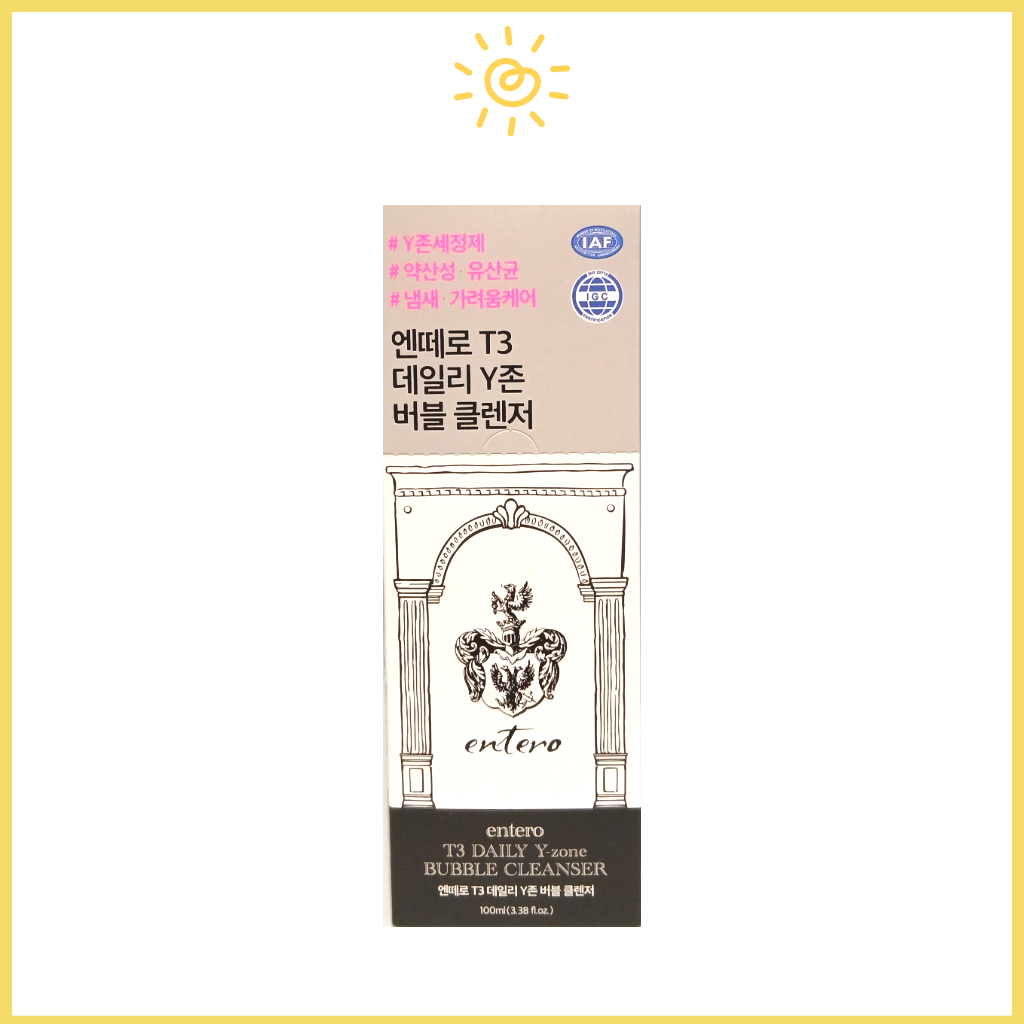 # Y존세정제
# 약산성·유산균
# 냄새·가려움케어
IAF
IGC
엔떼로 T3
데일리 Y존
버블 클렌저
entero
entero
T3 DAILY Y-zone
BUBBLE CLEANSER
엔떼로 T3 데일리 Y존 버블 클렌저
100ml(3.38 fl.oz.)